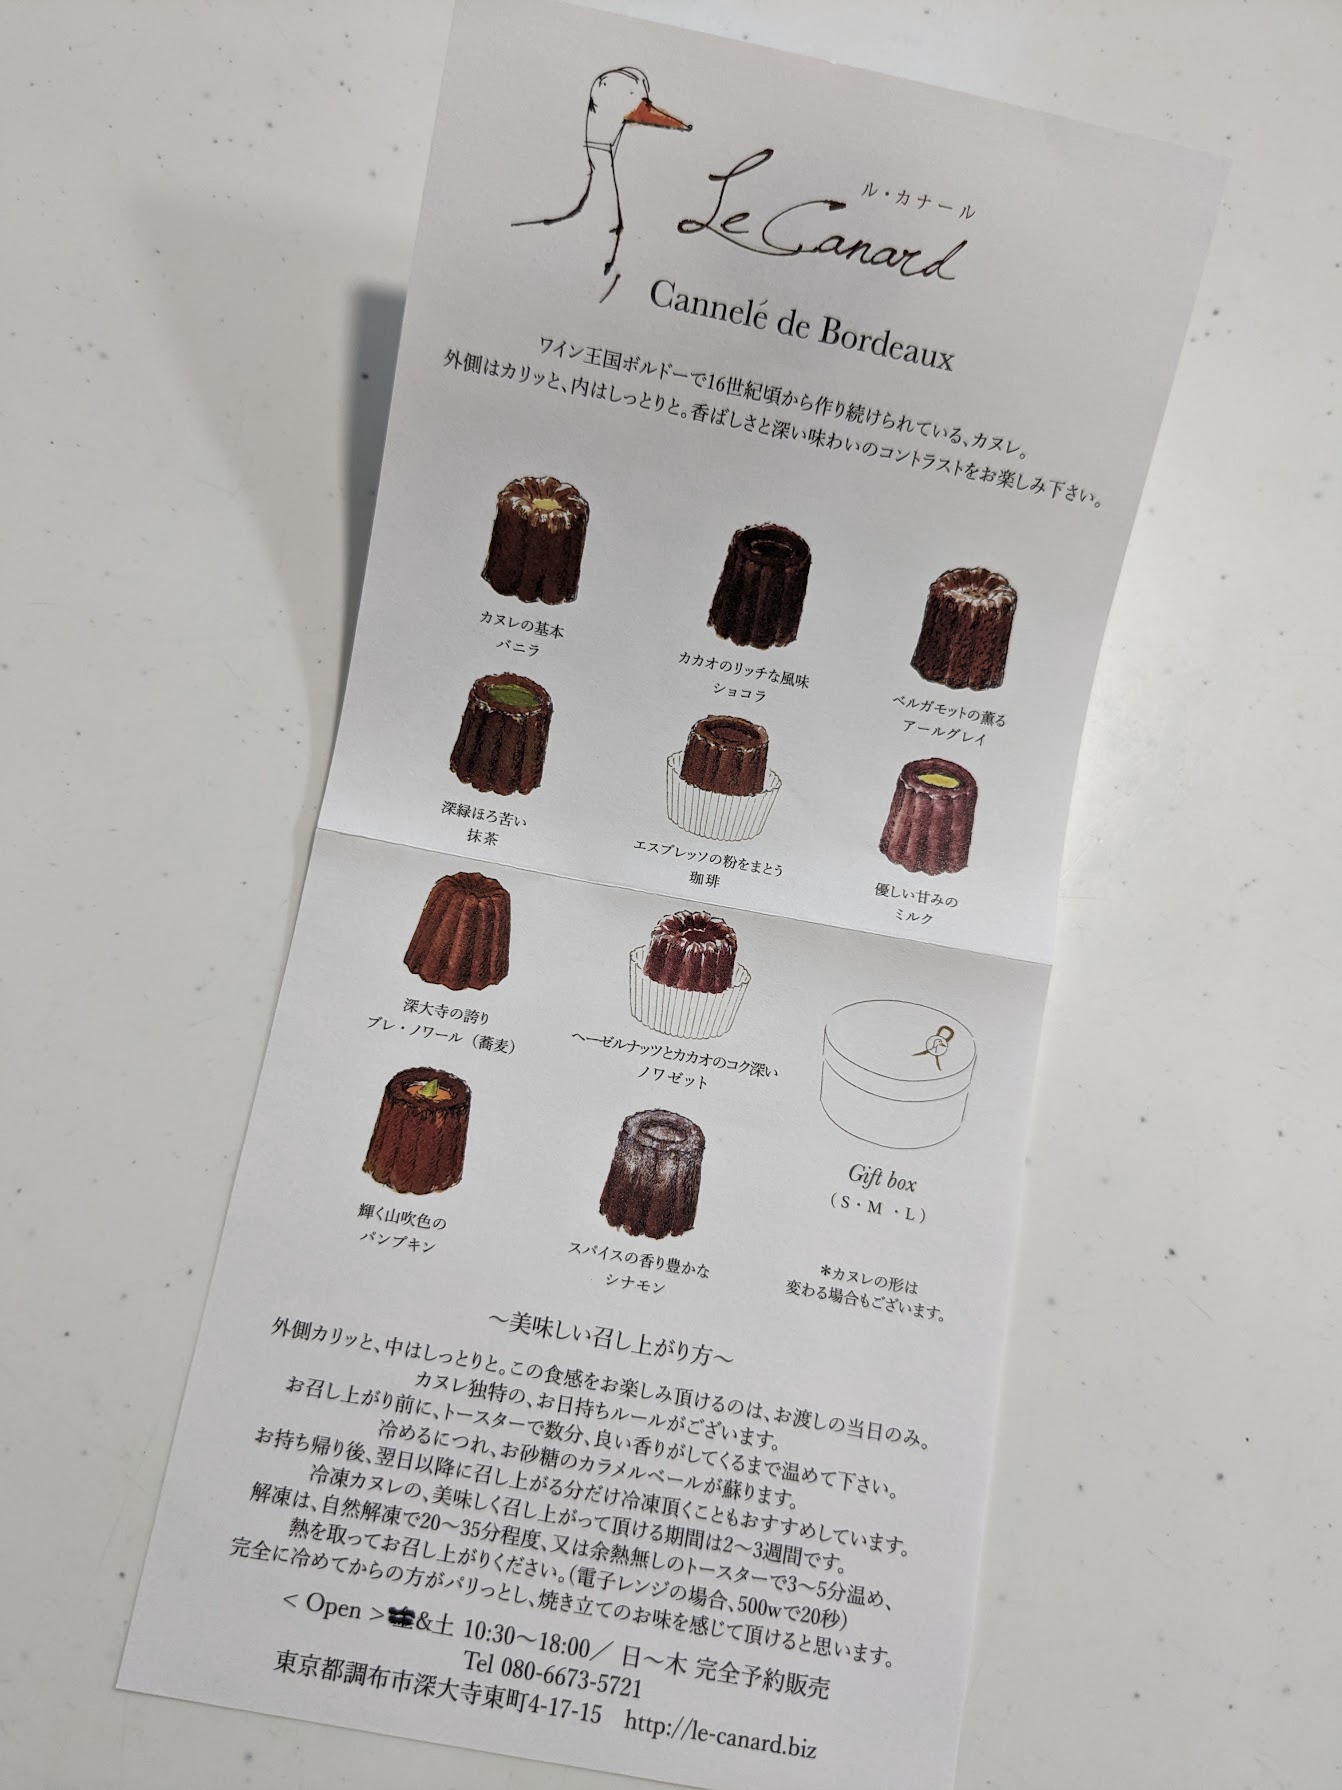 ル・カナール
Le Canard
Cannelé de Bordeaux
ワイン王国ボルドーで16世紀頃から作り続けられている、カヌレ。
外側はカリッと、内はしっとりと。香ばしさと深い味わいのコントラストをお楽しみ下さい。
カヌレの基本
バニラ
カカオのリッチな風味
ショコラ
ベルガモットの薫る
アールグレイ
深緑ほろ苦い
抹茶
エスプレッソの粉をまとう
珈琲
優しい甘みの
ミルク
深大寺の誇り
ブレ・ノワール（蕎麦）
ヘーゼルナッツとカカオのコク深い
ノワゼット
Gift box
（S・M・L）
輝く山吹色の
パンプキン
スパイスの香り豊かな
シナモン
＊カヌレの形は
変わる場合もございます。
〜美味しい召し上がり方〜
外側カリッと、中はしっとりと。この食感をお楽しみ頂けるのは、お渡しの当日のみ。
カヌレ独特の、お日持ちルールがございます。
お召し上がり前に、トースターで数分、良い香りがしてくるまで温めて下さい。
冷めるにつれ、お砂糖のカラメルベールが蘇ります。
お持ち帰り後、翌日以降に召し上がる分だけ冷凍頂くこともおすすめしています。
冷凍カヌレの、美味しく召し上がって頂ける期間は2〜3週間です。
解凍は、自然解凍で20〜35分程度、又は余熱無しのトースターで3〜5分温め、
熱を取ってお召し上がりください。（電子レンジの場合、500wで20秒）
完全に冷めてからの方がパリっとし、焼き立てのお味を感じて頂けると思います。
< Open > &土 10:30〜18:00／ 日〜木 完全予約販売
Tel 080-6673-5721
東京都調布市深大寺東町4-17-15 http://le-canard.biz